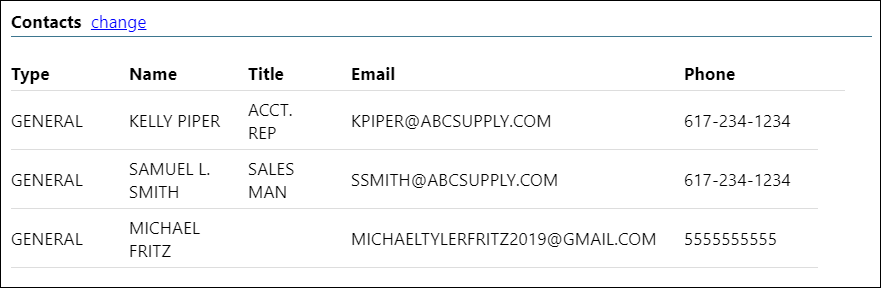 Contacts change
Type Name Title Email Phone
GENERAL KELLY PIPER ACCT. REP KPIPER@ABCSUPPLY.COM 617-234-1234
GENERAL SAMUEL L. SMITH SALES MAN SSMITH@ABCSUPPLY.COM 617-234-1234
GENERAL MICHAEL FRITZ MICHAELTYLERFRITZ2019@GMAIL.COM 5555555555